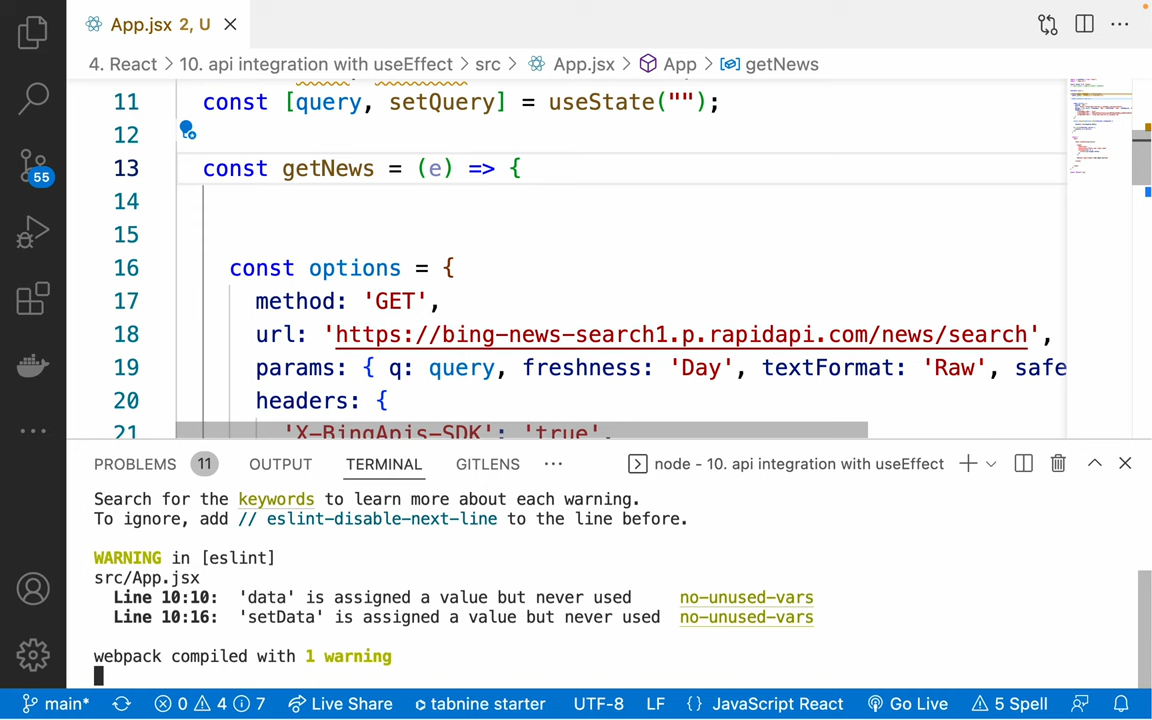 App.jsx 2, U
4. React > 10. api integration with useEffect > src > App.jsx > App > getNews
11 const [query, setQuery] = useState("");
12
13 const getNews = (e) => {
14
15
16 const options = {
17 method: 'GET',
18 url: 'https://bing-news-search1.p.rapidapi.com/news/search',
19 params: { q: query, freshness: 'Day', textFormat: 'Raw', safe
20 headers: {
21 'X-BingApis-SDK': 'true',
55
PROBLEMS 11 OUTPUT TERMINAL GITLENS node - 10. api integration with useEffect
Search for the keywords to learn more about each warning.
To ignore, add // eslint-disable-next-line to the line before.
WARNING in [eslint]
src/App.jsx
Line 10:10: 'data' is assigned a value but never used no-unused-vars
Line 10:16: 'setData' is assigned a value but never used no-unused-vars
webpack compiled with 1 warning
main* 0 4 7 Live Share tabnine starter UTF-8 LF {} JavaScript React Go Live 5 Spell